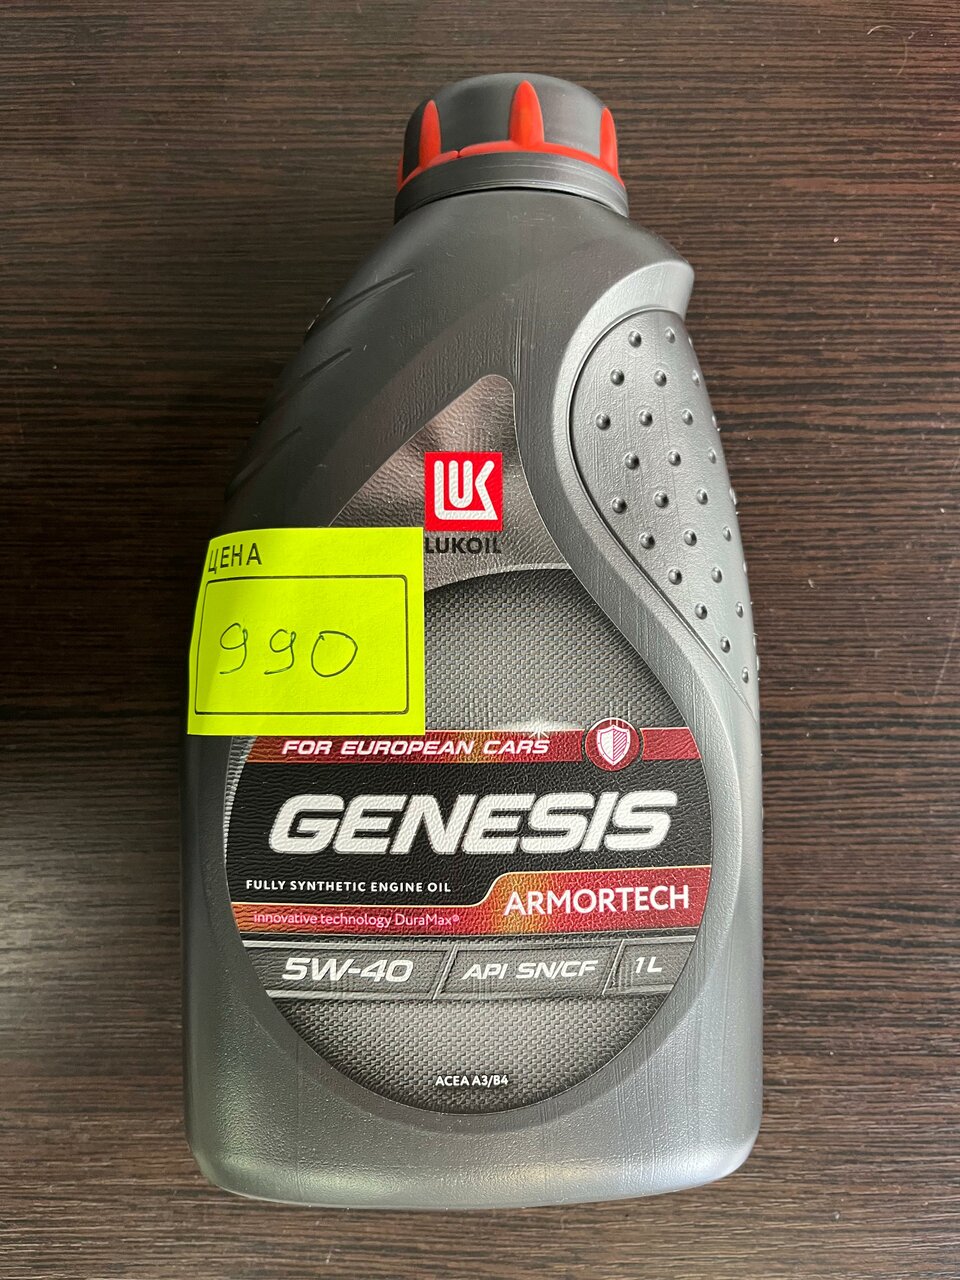 LUK
LUKOIL
ЦЕНА
990
FOR EUROPEAN CARS
GENESIS
FULLY SYNTHETIC ENGINE OIL
ARMORTECH
innovative technology DuraMax®
5W-40 API SN/CF 1L
ACEA A3/B4